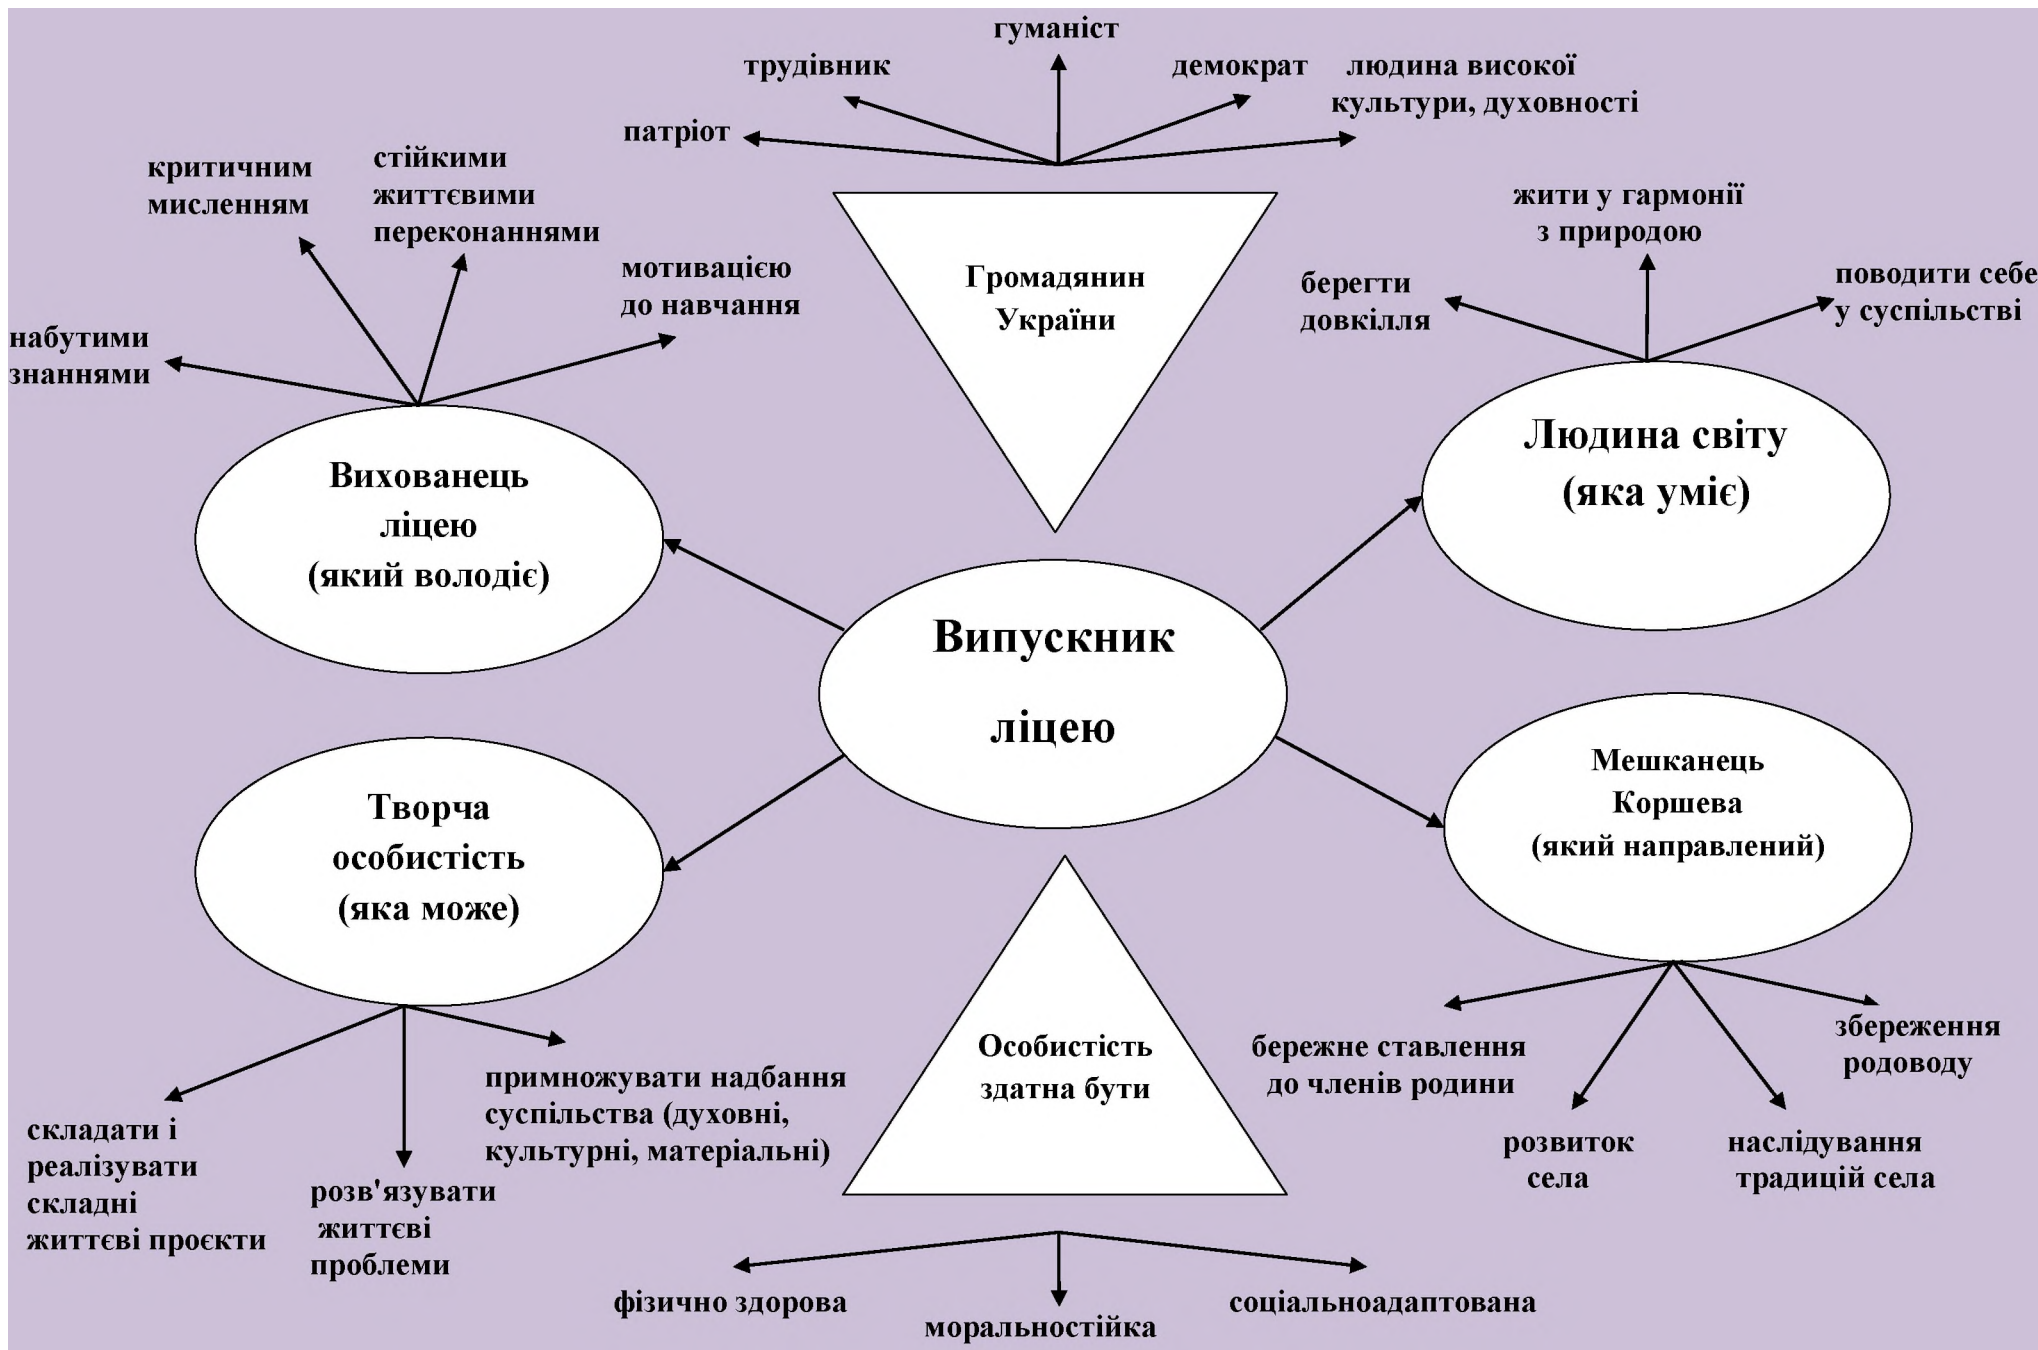 гуманіст
трудівник
демократ
людина високої
культури, духовності
патріот
критичним
мисленням
стійкими
життєвими
переконаннями
мотивацією
до навчання
набутими
знаннями
Громадянин
України
жити у гармонії
з природою
берегти
довкілля
поводити себе
у суспільстві
Вихованець
ліцею
(який володіє)
Людина світу
(яка уміє)
Випускник
ліцею
Творча
особистість
(яка може)
Мешканець
Коршева
(який направлений)
складати і
реалізувати
складні
життєві проєкти
розв'язувати
життєві
проблеми
примножувати надбання
суспільства (духовні,
культурні, матеріальні)
Особистість
здатна бути
бережне ставлення
до членів родини
розвиток
села
наслідування
традицій села
збереження
родоводу
фізично здорова
моральностійка
соціальноадаптована